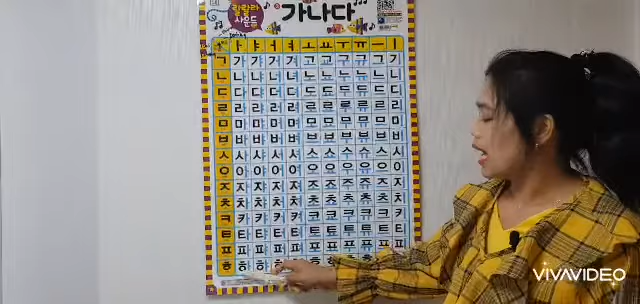 랄랄라
사운드
가나다
ㅏ ㅑ ㅓ ㅕ ㅗ ㅛ ㅜ ㅠ ㅡ ㅣ
ㄱ 가 갸 거 겨 고 교 구 규 그 기
ㄴ 나 냐 너 녀 노 뇨 누 뉴 느 니
ㄷ 다 댜 더 뎌 도 됴 두 듀 드 디
ㄹ 라 랴 러 려 로 료 루 류 르 리
ㅁ 마 먀 머 며 모 묘 무 뮤 므 미
ㅂ 바 뱌 버 벼 보 뵤 부 뷰 브 비
ㅅ 사 샤 서 셔 소 쇼 수 슈 스 시
ㅇ 아 야 어 여 오 요 우 유 으 이
ㅈ 자 쟈 저 져 조 죠 주 쥬 즈 지
ㅊ 차 챠 처 쳐 초 쵸 추 츄 츠 치
ㅋ 카 캬 커 켜 코 쿄 쿠 큐 크 키
ㅌ 타 탸 터 텨 토 툐 투 튜 트 티
ㅍ 파 퍄 퍼 펴 포 표 푸 퓨 프 피
ㅎ 하 햐
VIVAVIDEO